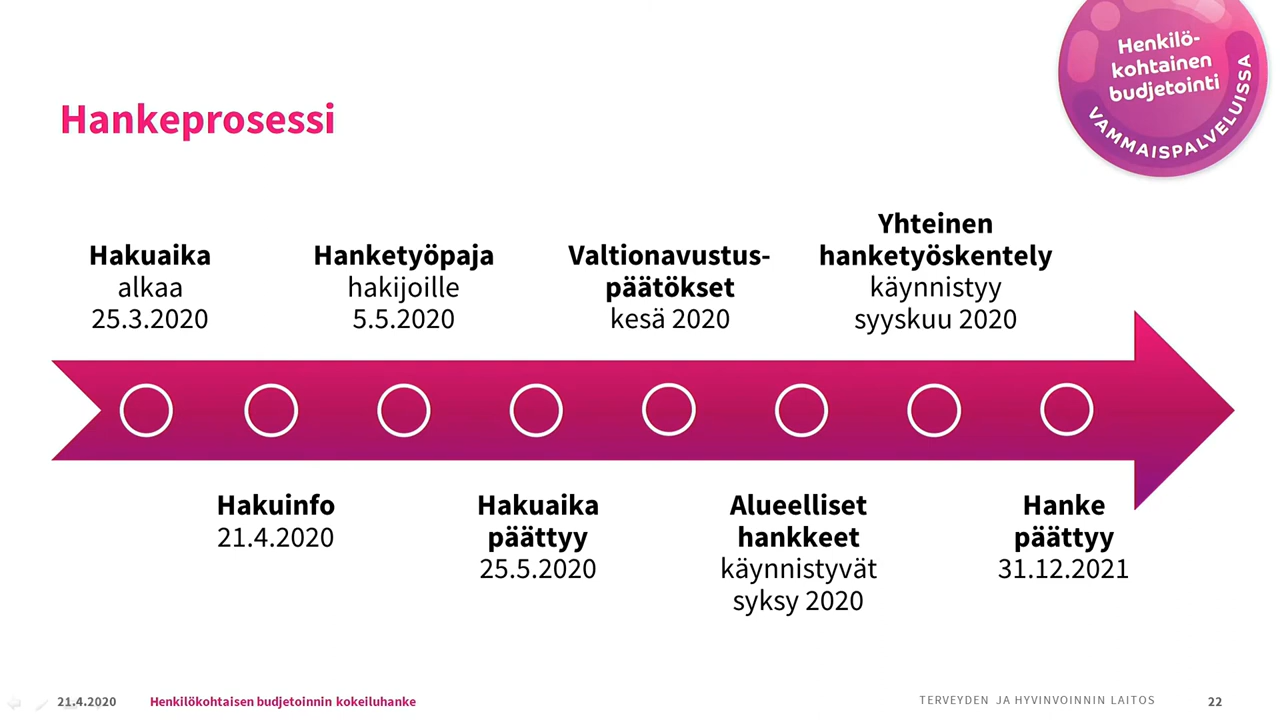 Henkilö-
kohtainen
budjetointi
VAMMAISPALVELUISSA
Hankeprosessi
Hakuaika
alkaa
25.3.2020
Hanketyöpaja
hakijoille
5.5.2020
Valtionavustus-
päätökset
kesä 2020
Yhteinen
hanketyöskentely
käynnistyy
syyskuu 2020
Hakuinfo
21.4.2020
Hakuaika
päättyy
25.5.2020
Alueelliset
hankkeet
käynnistyvät
syksy 2020
Hanke
päättyy
31.12.2021
21.4.2020
Henkilökohtaisen budjetoinnin kokeiluhanke
TERVEYDEN JA HYVINVOINNIN LAITOS
22